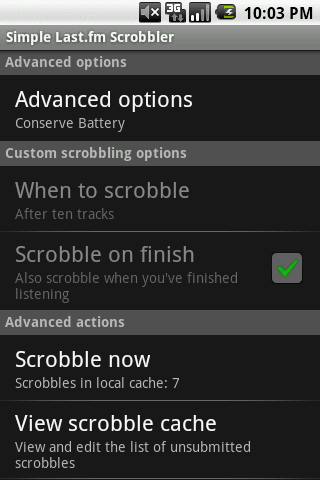 3G 10:03 PM
Simple Last.fm Scrobbler
Advanced options
Advanced options
Conserve Battery
Custom scrobbling options
When to scrobble
After ten tracks
Scrobble on finish
Also scrobble when you've finished
listening
Advanced actions
Scrobble now
Scrobbles in local cache: 7
View scrobble cache
View and edit the list of unsubmitted
scrobbles